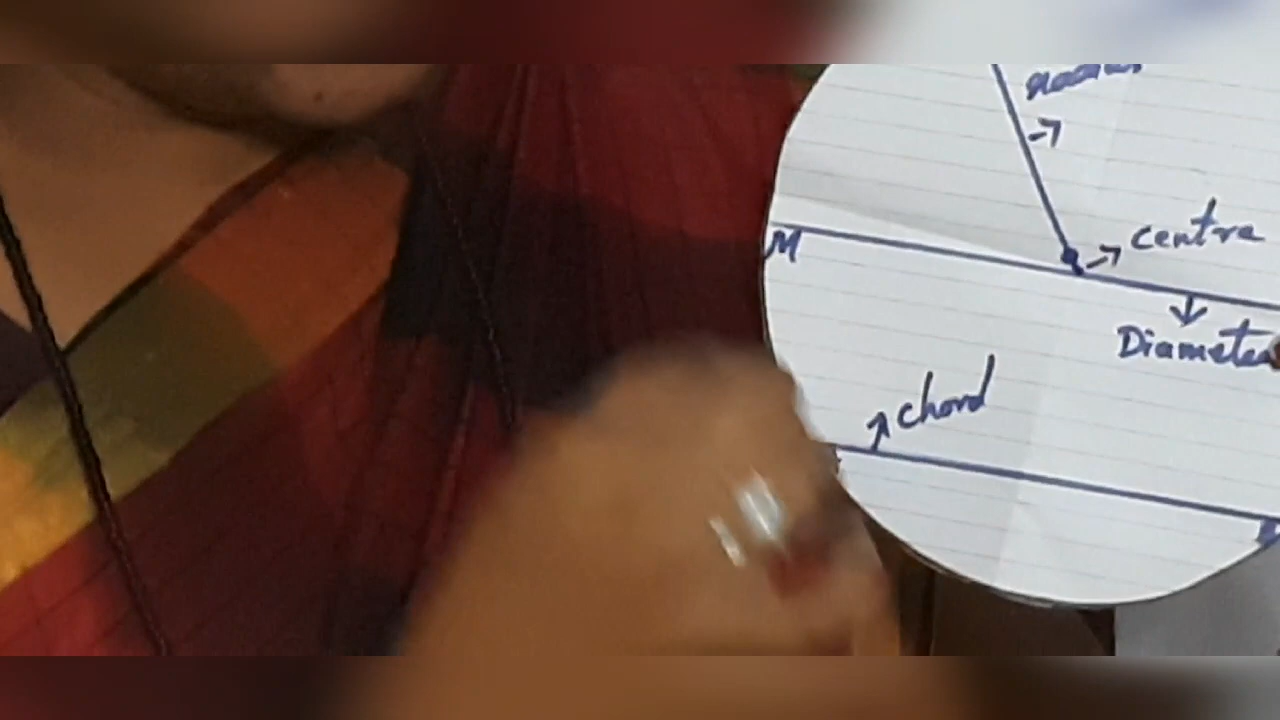 →
M
→ centre
↓
Diameter
↗ chord